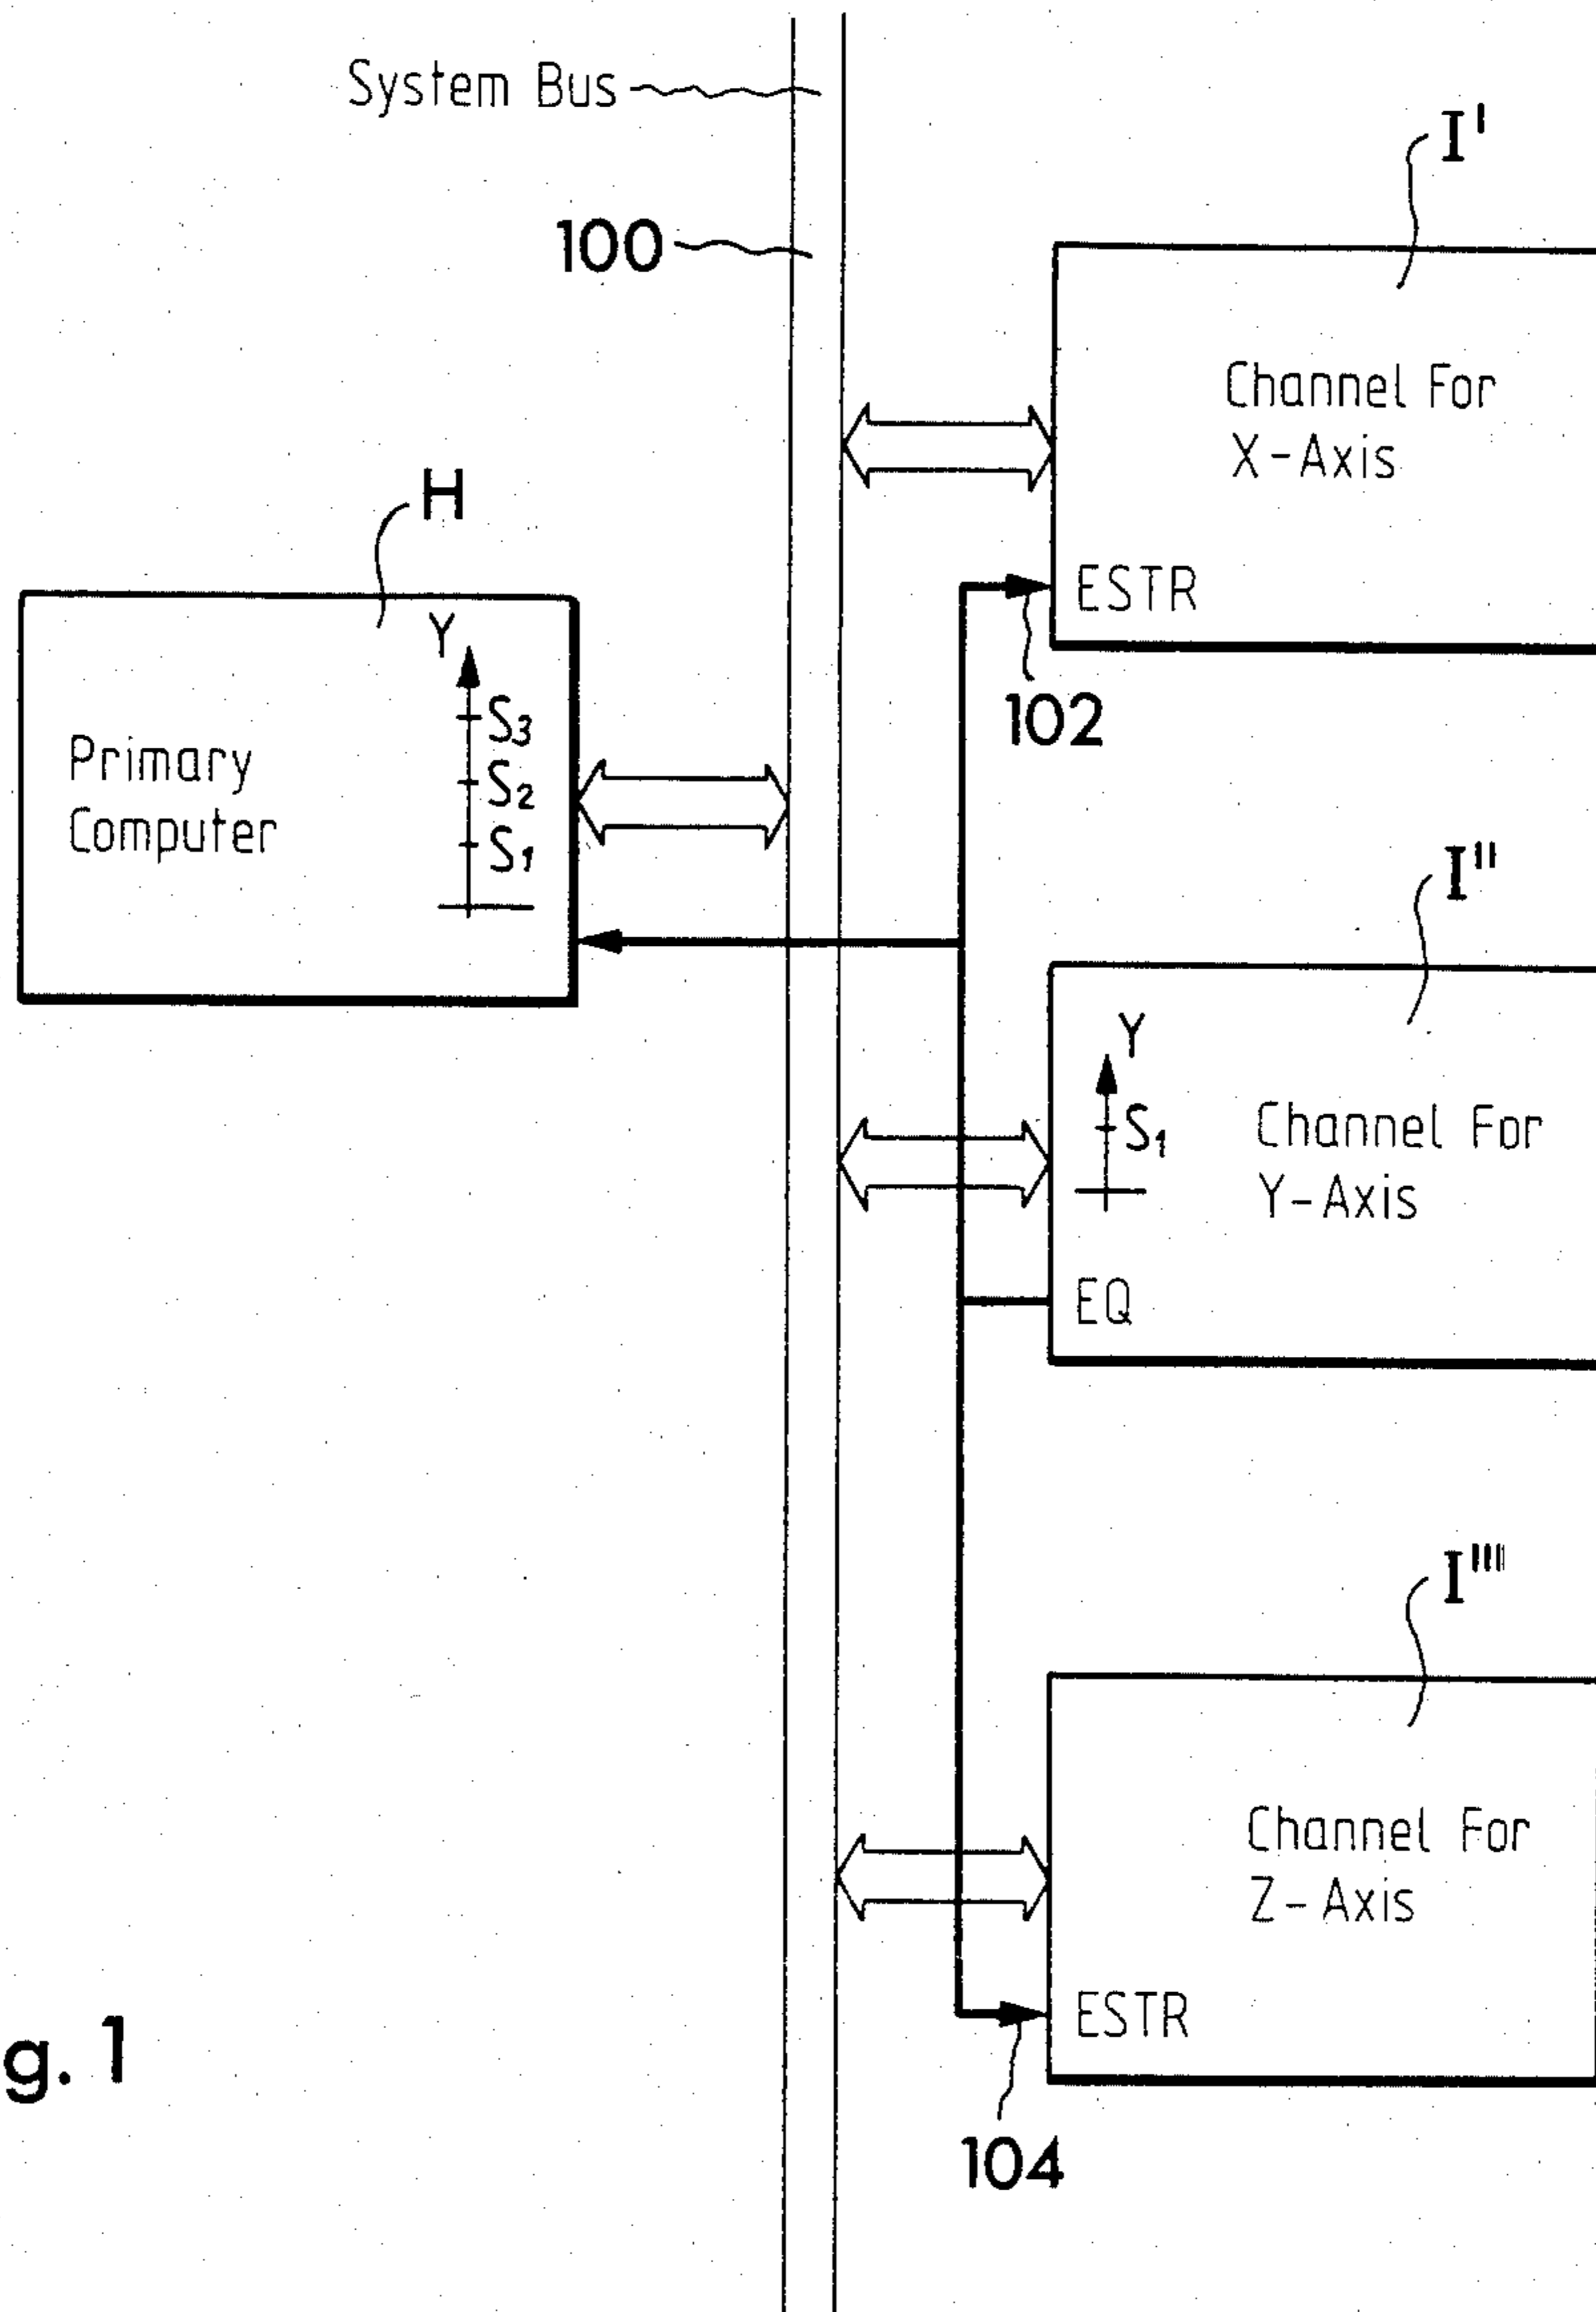 System Bus
I'
100
Channel For
X-Axis
H
ESTR
Y
102
S3
Primary
S2
Computer
S1
I''
Y
S1
Channel For
Y-Axis
EQ
I''''
Channel For
Z-Axis
ESTR
g. 1
104